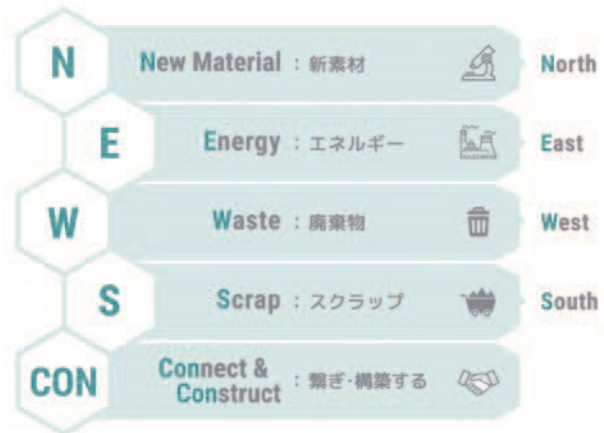 N New Material : 新素材 North
E Energy : エネルギー East
W Waste : 廃棄物 West
S Scrap : スクラップ South
CON Connect & Construct : 繋ぎ・構築する